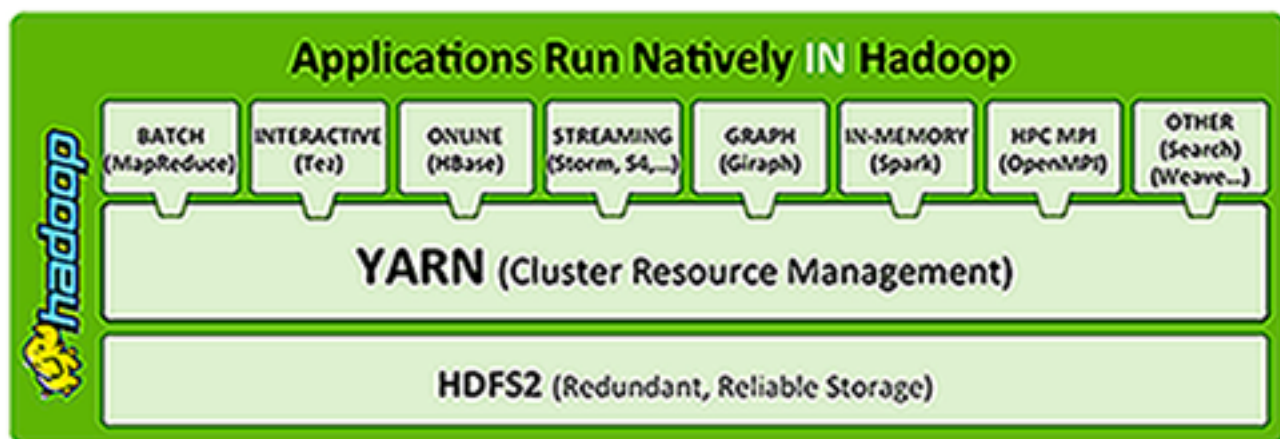 Applications Run Natively IN Hadoop
hadoop
BATCH
(MapReduce)
INTERACTIVE
(Tez)
ONLINE
(HBase)
STREAMING
(Storm, S4,...)
GRAPH
(Giraph)
IN-MEMORY
(Spark)
HPC MPI
(OpenMPI)
OTHER
(Search)
(Weave...)
YARN (Cluster Resource Management)
HDFS2 (Redundant, Reliable Storage)